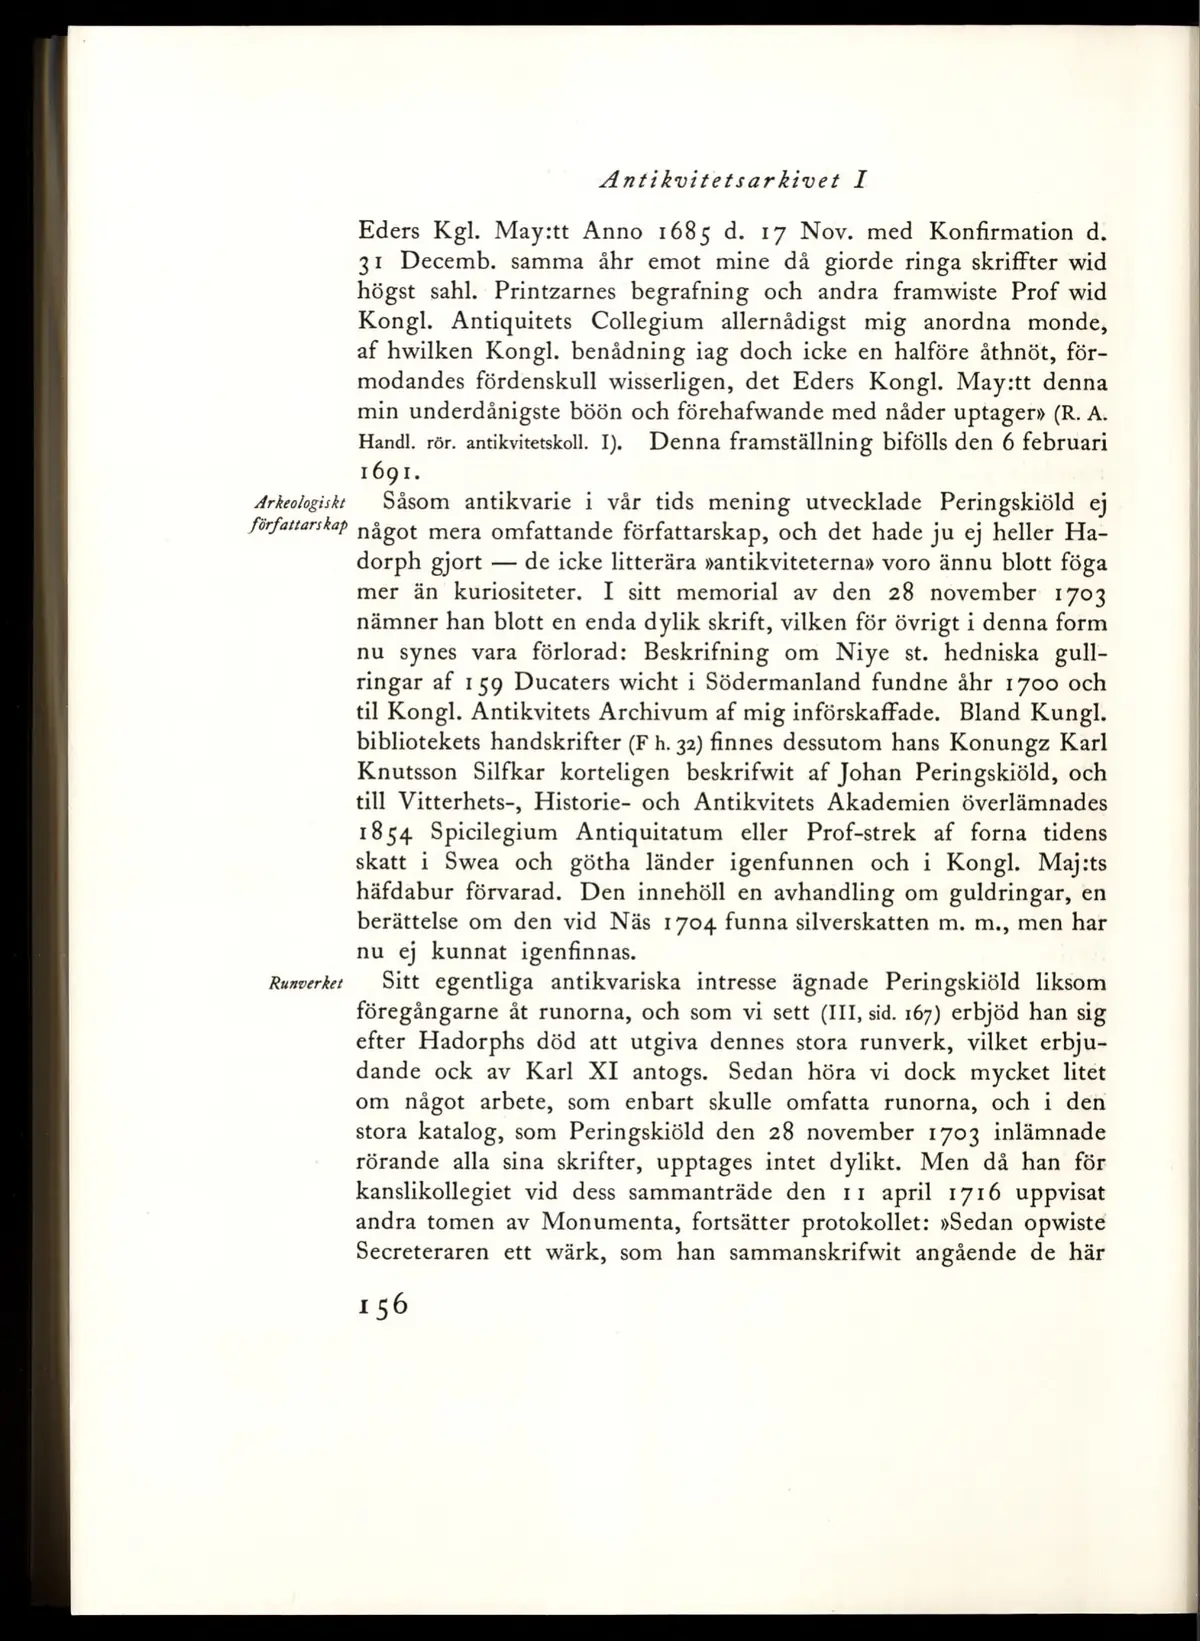 Antikvitetsarkivet I
Eders Kgl. May:tt Anno 1685 d. 17 Nov. med Konfirmation d.
31 Decemb. samma åhr emot mine då giorde ringa skriffter wid
högst sahl. Printzarnes begrafning och andra framwiste Prof wid
Kongl. Antiquitets Collegium allernådigst mig anordna monde,
af hwilken Kongl. benådning iag doch icke en halföre åthnöt, för-
modandes fördenskull wisserligen, det Eders Kongl. May:tt denna
min underdånigste böön och förehafwande med nåder uptager» (R. A.
Handl. rör. antikvitetskoll. I). Denna framställning bifölls den 6 februari
1691.
Arkeologiskt
författarskap
Såsom antikvarie i vår tids mening utvecklade Peringskiöld ej
något mera omfattande författarskap, och det hade ju ej heller Ha-
dorph gjort — de icke litterära »antikviteterna» voro ännu blott föga
mer än kuriositeter. I sitt memorial av den 28 november 1703
nämner han blott en enda dylik skrift, vilken för övrigt i denna form
nu synes vara förlorad: Beskrifning om Niye st. hedniska gull-
ringar af 159 Ducaters wicht i Södermanland fundne åhr 1700 och
til Kongl. Antikvitets Archivum af mig införskaffade. Bland Kungl.
bibliotekets handskrifter (F h. 32) finnes dessutom hans Konungz Karl
Knutsson Silfkar korteligen beskrifwit af Johan Peringskiöld, och
till Vitterhets-, Historie- och Antikvitets Akademien överlämnades
1854 Spicilegium Antiquitatum eller Prof-strek af forna tidens
skatt i Swea och götha länder igenfunnen och i Kongl. Maj:ts
häfdabur förvarad. Den innehöll en avhandling om guldringar, en
berättelse om den vid Näs 1704 funna silverskatten m. m., men har
nu ej kunnat igenfinnas.
Runverket
Sitt egentliga antikvariska intresse ägnade Peringskiöld liksom
föregångarne åt runorna, och som vi sett (III, sid. 167) erbjöd han sig
efter Hadorphs död att utgiva dennes stora runverk, vilket erbju-
dande ock av Karl XI antogs. Sedan höra vi dock mycket litet
om något arbete, som enbart skulle omfatta runorna, och i den
stora katalog, som Peringskiöld den 28 november 1703 inlämnade
rörande alla sina skrifter, upptages intet dylikt. Men då han för
kanslikollegiet vid dess sammanträde den 11 april 1716 uppvisat
andra tomen av Monumenta, fortsätter protokollet: »Sedan opwiste
Secreteraren ett wärk, som han sammanskrifwit angående de här
156